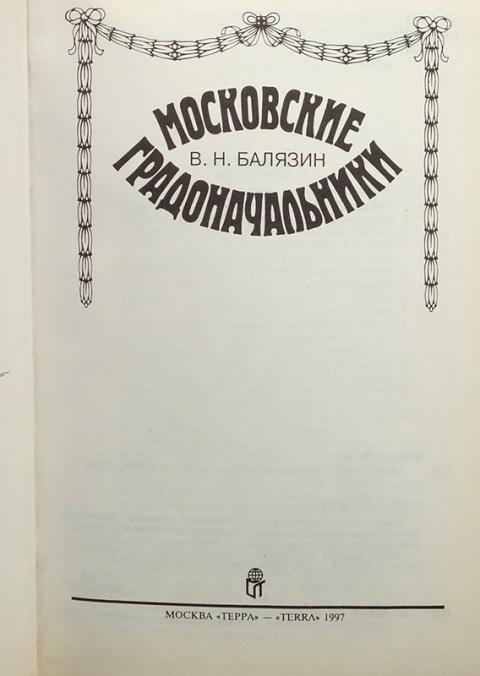 МОСКОВСКИЕ
В. Н. БАЛЯЗИН
ГРАДОНАЧАЛЬНИКИ
МОСКВА «ТЕРРА» — «TERRA» 1997